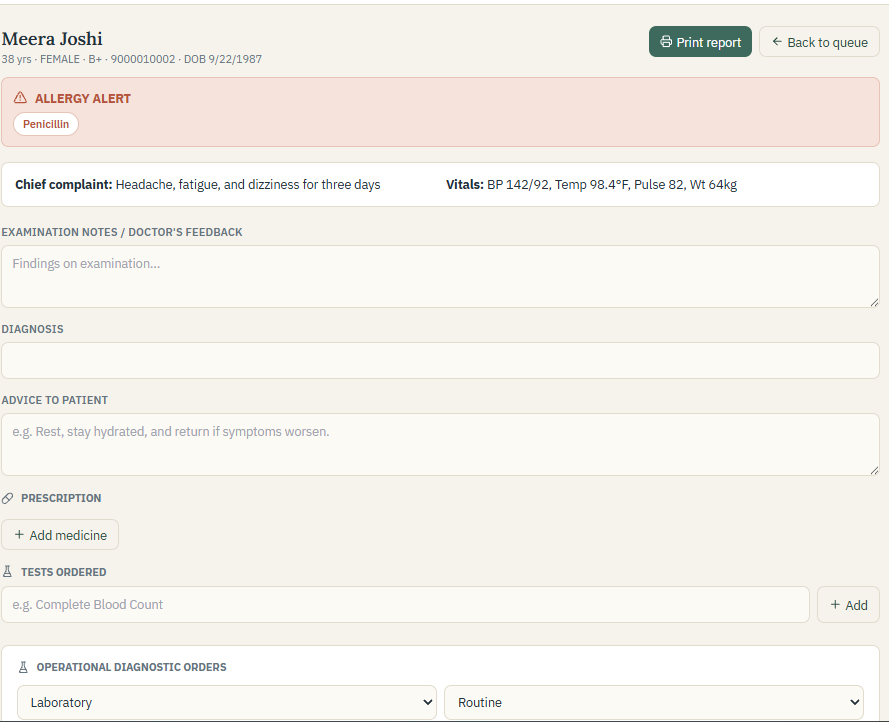 Meera Joshi
Print report
Back to queue
38 yrs · FEMALE · B+ · 9000010002 · DOB 9/22/1987
ALLERGY ALERT
Penicillin
Chief complaint: Headache, fatigue, and dizziness for three days
Vitals: BP 142/92, Temp 98.4°F, Pulse 82, Wt 64kg
EXAMINATION NOTES / DOCTOR'S FEEDBACK
Findings on examination...
DIAGNOSIS
ADVICE TO PATIENT
e.g. Rest, stay hydrated, and return if symptoms worsen.
PRESCRIPTION
+ Add medicine
TESTS ORDERED
e.g. Complete Blood Count
+ Add
OPERATIONAL DIAGNOSTIC ORDERS
Laboratory
Routine